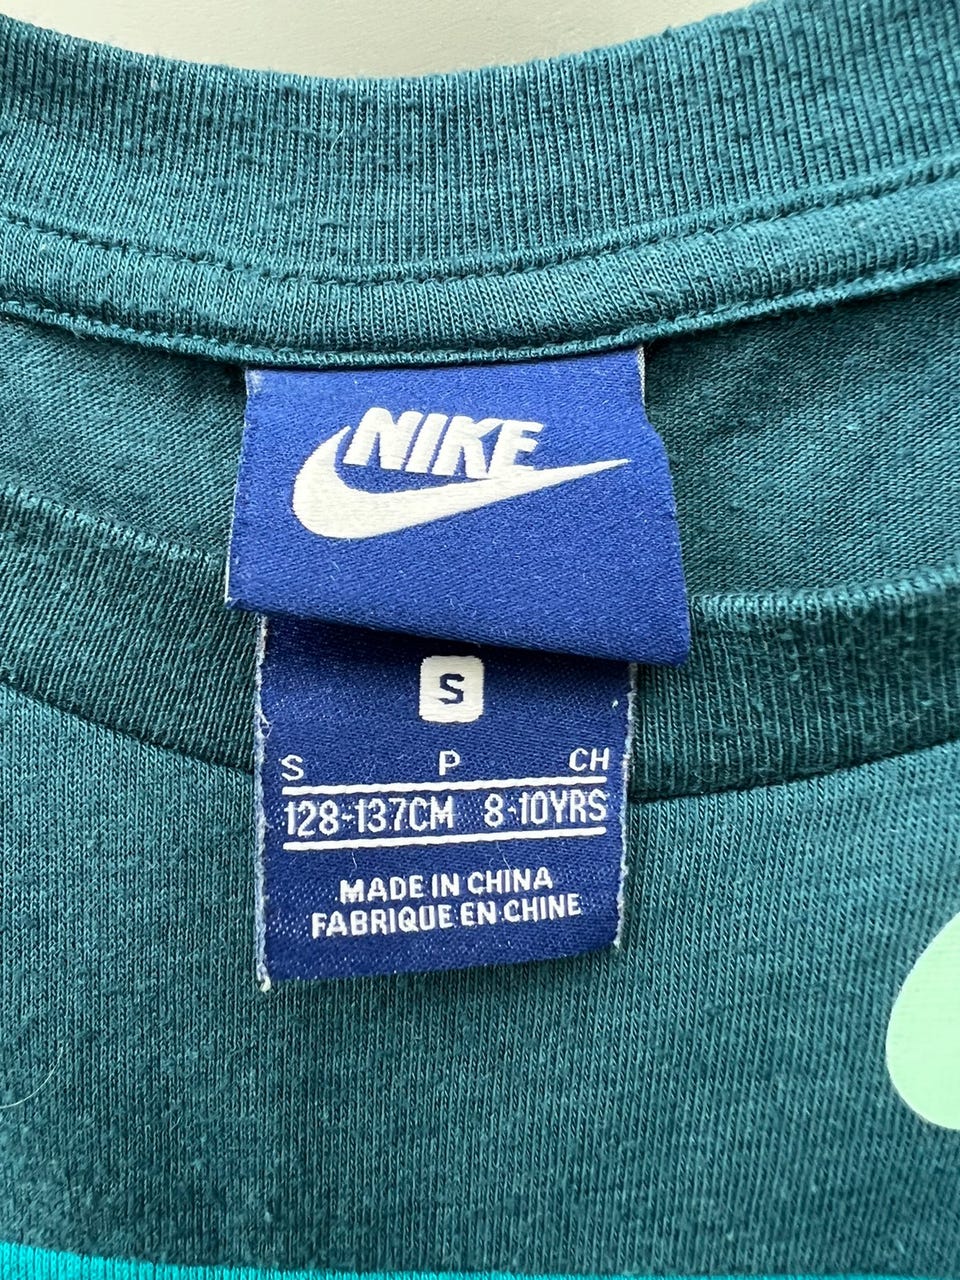 NIKE
S
S P CH
128-137CM 8-10YRS
MADE IN CHINA
FABRIQUE EN CHINE